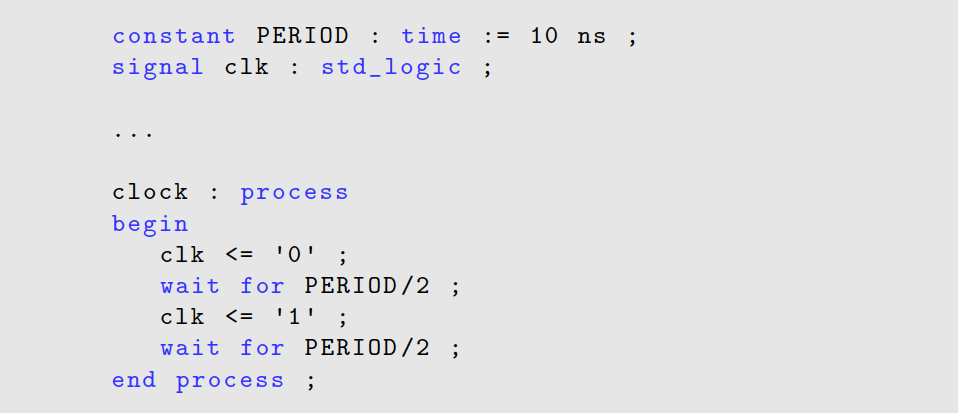 constant PERIOD : time := 10 ns ;
signal clk : std_logic ;
...
clock : process
begin
clk <= '0' ;
wait for PERIOD/2 ;
clk <= '1' ;
wait for PERIOD/2 ;
end process ;